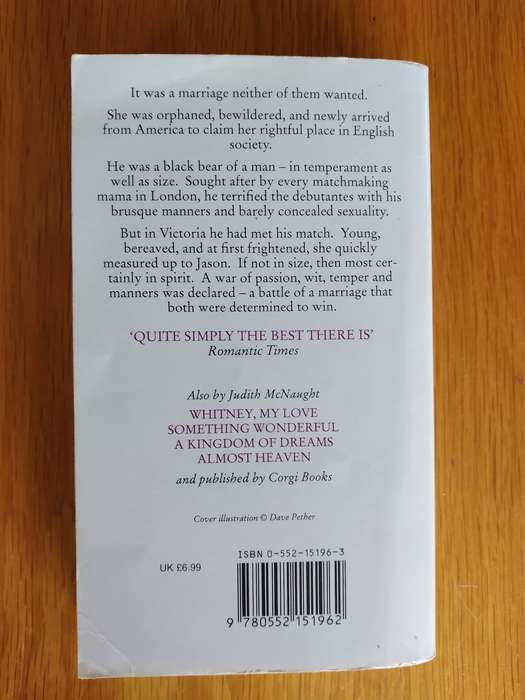 It was a marriage neither of them wanted.
She was orphaned, bewildered, and newly arrived
from America to claim her rightful place in English
society.
He was a black bear of a man – in temperament as
well as size. Sought after by every matchmaking
mama in London, he terrified the debutantes with his
brusque manners and barely concealed sexuality.
But in Victoria he had met his match. Young,
bereaved, and at first frightened, she quickly
measured up to Jason. If not in size, then most cer-
tainly in spirit. A war of passion, wit, temper and
manners was declared – a battle of a marriage that
both were determined to win.
‘QUITE SIMPLY THE BEST THERE IS’
Romantic Times
Also by Judith McNaught
WHITNEY, MY LOVE
SOMETHING WONDERFUL
A KINGDOM OF DREAMS
ALMOST HEAVEN
and published by Corgi Books
Cover illustration © Dave Pether
ISBN 0-552-15196-3
UK £6.99
9 780552 151962